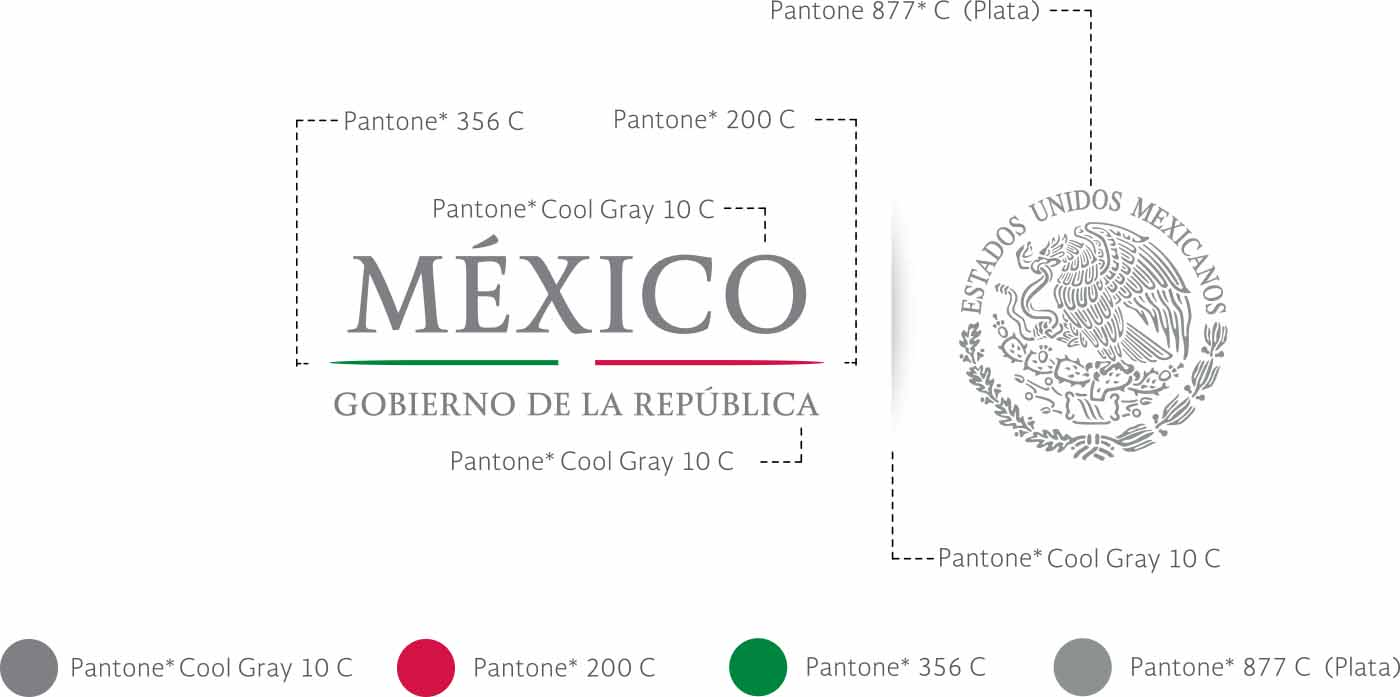 Pantone 877* C (Plata)
Pantone* 356 C
Pantone* 200 C
Pantone* Cool Gray 10 C
MÉXICO
GOBIERNO DE LA REPÚBLICA
Pantone* Cool Gray 10 C
ESTADOS UNIDOS MEXICANOS
Pantone* Cool Gray 10 C
Pantone* Cool Gray 10 C
Pantone* 200 C
Pantone* 356 C
Pantone* 877 C (Plata)